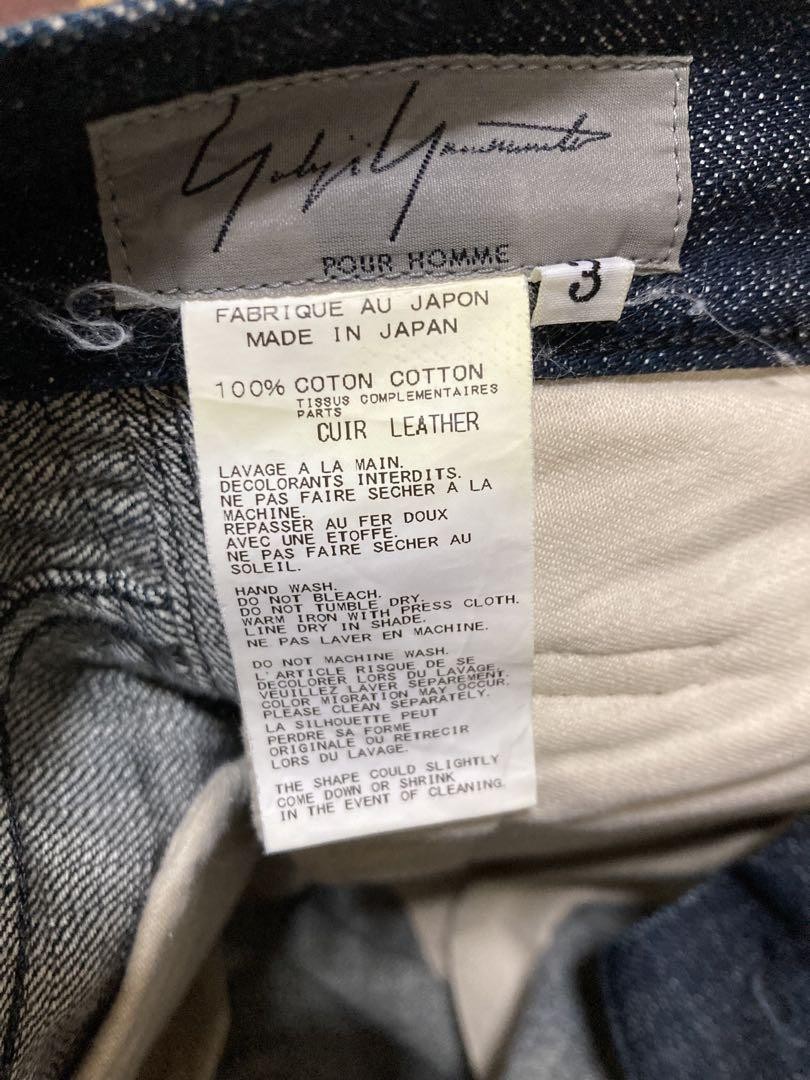 Yohji Yamamoto
POUR HOMME
3
FABRIQUE AU JAPON
MADE IN JAPAN
100% COTON COTTON
TISSUS COMPLEMENTAIRES
PARTS
CUIR LEATHER
LAVAGE A LA MAIN.
DECOLORANTS INTERDITS.
NE PAS FAIRE SECHER A LA
MACHINE.
REPASSER AU FER DOUX
AVEC UNE ETOFFE.
NE PAS FAIRE SECHER AU
SOLEIL.
HAND WASH.
DO NOT BLEACH.
DO NOT TUMBLE DRY.
WARM IRON WITH PRESS CLOTH.
LINE DRY IN SHADE.
NE PAS LAVER EN MACHINE.
DO NOT MACHINE WASH.
L'ARTICLE RISQUE DE SE
DECOLORER LORS DU LAVAGE.
VEUILLEZ LAVER SEPAREMENT.
COLOR MIGRATION MAY OCCUR.
PLEASE CLEAN SEPARATELY.
LA SILHOUETTE PEUT
PERDRE SA FORME
ORIGINALE OU RETRECIR
LORS DU LAVAGE.
THE SHAPE COULD SLIGHTLY
COME DOWN OR SHRINK
IN THE EVENT OF CLEANING.